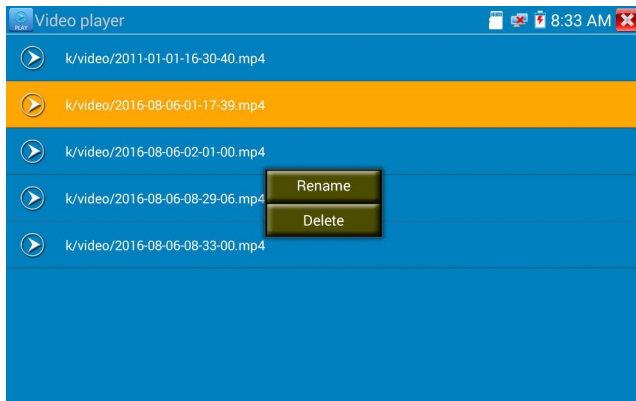 PLAY Video player 8:33 AM
k/video/2011-01-01-16-30-40.mp4
k/video/2016-08-06-01-17-39.mp4
k/video/2016-08-06-02-01-00.mp4
Rename
k/video/2016-08-06-08-29-06.mp4
Delete
k/video/2016-08-06-08-33-00.mp4